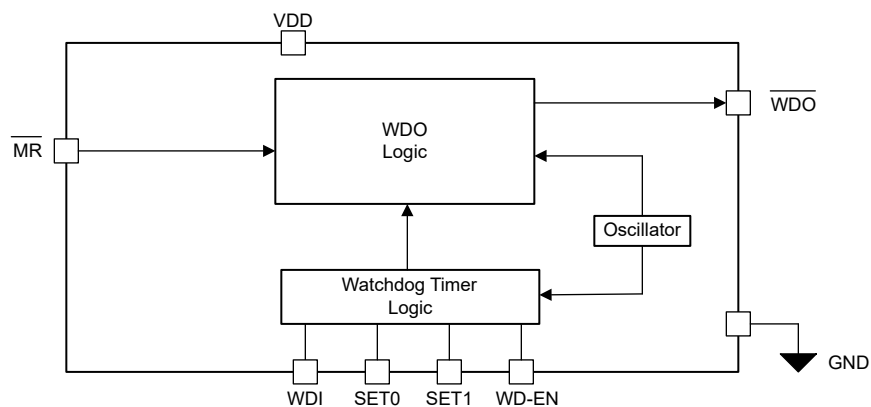 VDD
WDO
Logic
WDO
MR
Oscillator
Watchdog Timer
Logic
GND
WDI
SET0
SET1
WD-EN